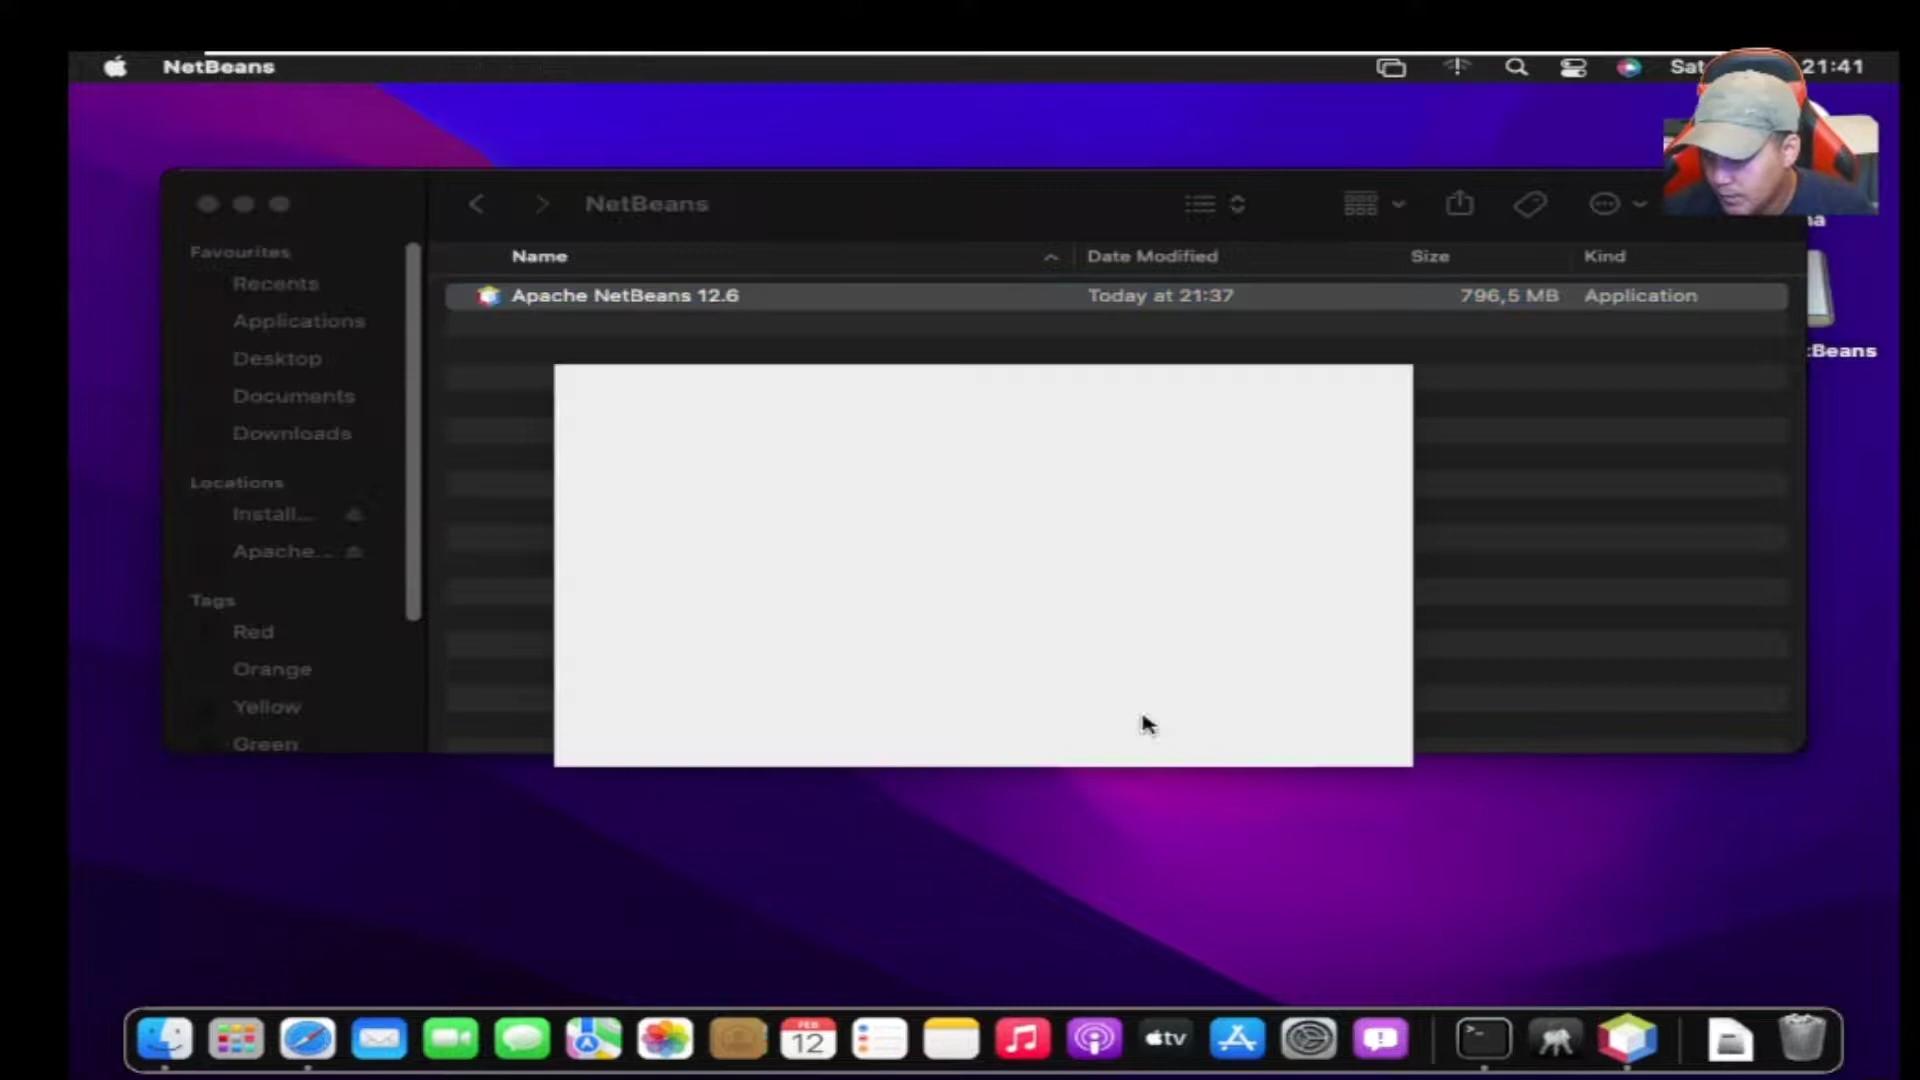 NetBeans
Sat
21:41
NetBeans
Favourites
Recents
Applications
Desktop
Documents
Downloads
Locations
Install...
Apache...
Tags
Red
Orange
Yellow
Green
Name
Date Modified
Size
Kind
Apache NetBeans 12.6
Today at 21:37
796,5 MB
Application
:Beans
FEB
12
tv